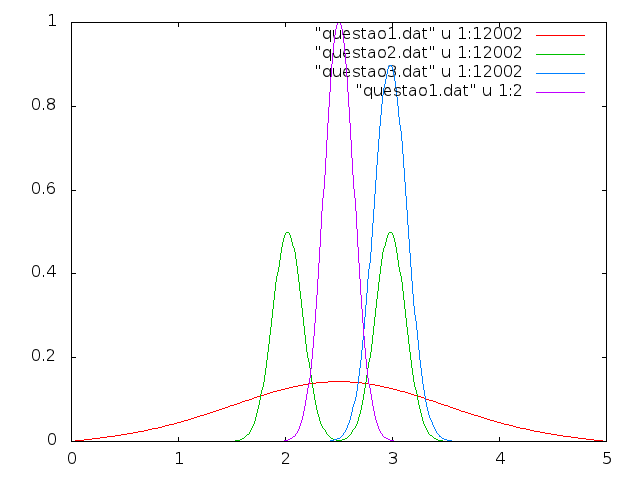 "questao1.dat" u 1:12002
"questao2.dat" u 1:12002
"questao3.dat" u 1:12002
"questao1.dat" u 1:2
1
0.8
0.6
0.4
0.2
0
0 1 2 3 4 5